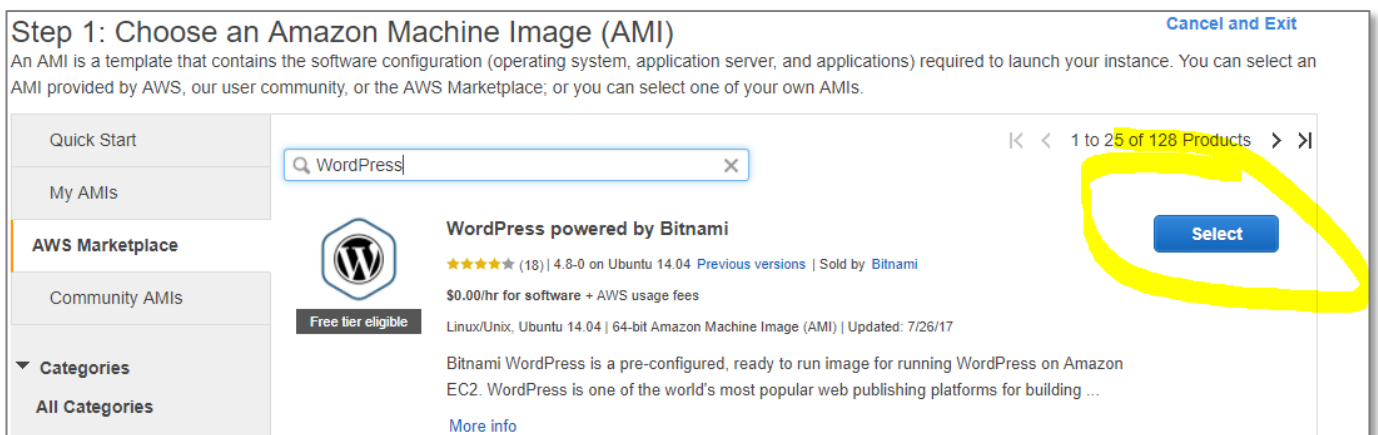 Step 1: Choose an Amazon Machine Image (AMI)
Cancel and Exit
An AMI is a template that contains the software configuration (operating system, application server, and applications) required to launch your instance. You can select an
AMI provided by AWS, our user community, or the AWS Marketplace; or you can select one of your own AMIs.
Quick Start
My AMIs
AWS Marketplace
Community AMIs
Categories
All Categories
1 to 25 of 128 Products
WordPress
WordPress powered by Bitnami
Select
(18) | 4.8-0 on Ubuntu 14.04 Previous versions | Sold by Bitnami
$0.00/hr for software + AWS usage fees
Free tier eligible
Linux/Unix, Ubuntu 14.04 | 64-bit Amazon Machine Image (AMI) | Updated: 7/26/17
Bitnami WordPress is a pre-configured, ready to run image for running WordPress on Amazon
EC2. WordPress is one of the world's most popular web publishing platforms for building ...
More info